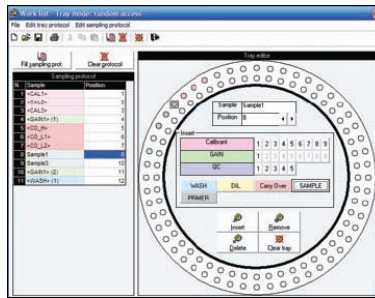 Work list - Tray mode: random access
File Edit tray protocol Edit sampling protocol
Fill sampling prot. Clear protocol
Sampling protocol
N. Sample Position
1 <CAL1> 1
2 <CAL2> 2
3 <CAL3> 3
4 <GAIN1> (1) 4
5 <CO_H> 5
6 <CO_L1> 6
7 <CO_L2> 7
8 Sample1 8
9 Sample3 10
10 <GAIN1> (2) 11
11 <WASH> (1) 12
Tray editor
Sample Sample1
Position 8
Insert
Calibrant 1 2 3 4 5 6 7 8 9
GAIN 1 2 3 4 5 6 7 8 9
QC 1 2 3 4 5
WASH DIL Carry Over SAMPLE
PRIMER
Insert Remove
Delete Clear tray